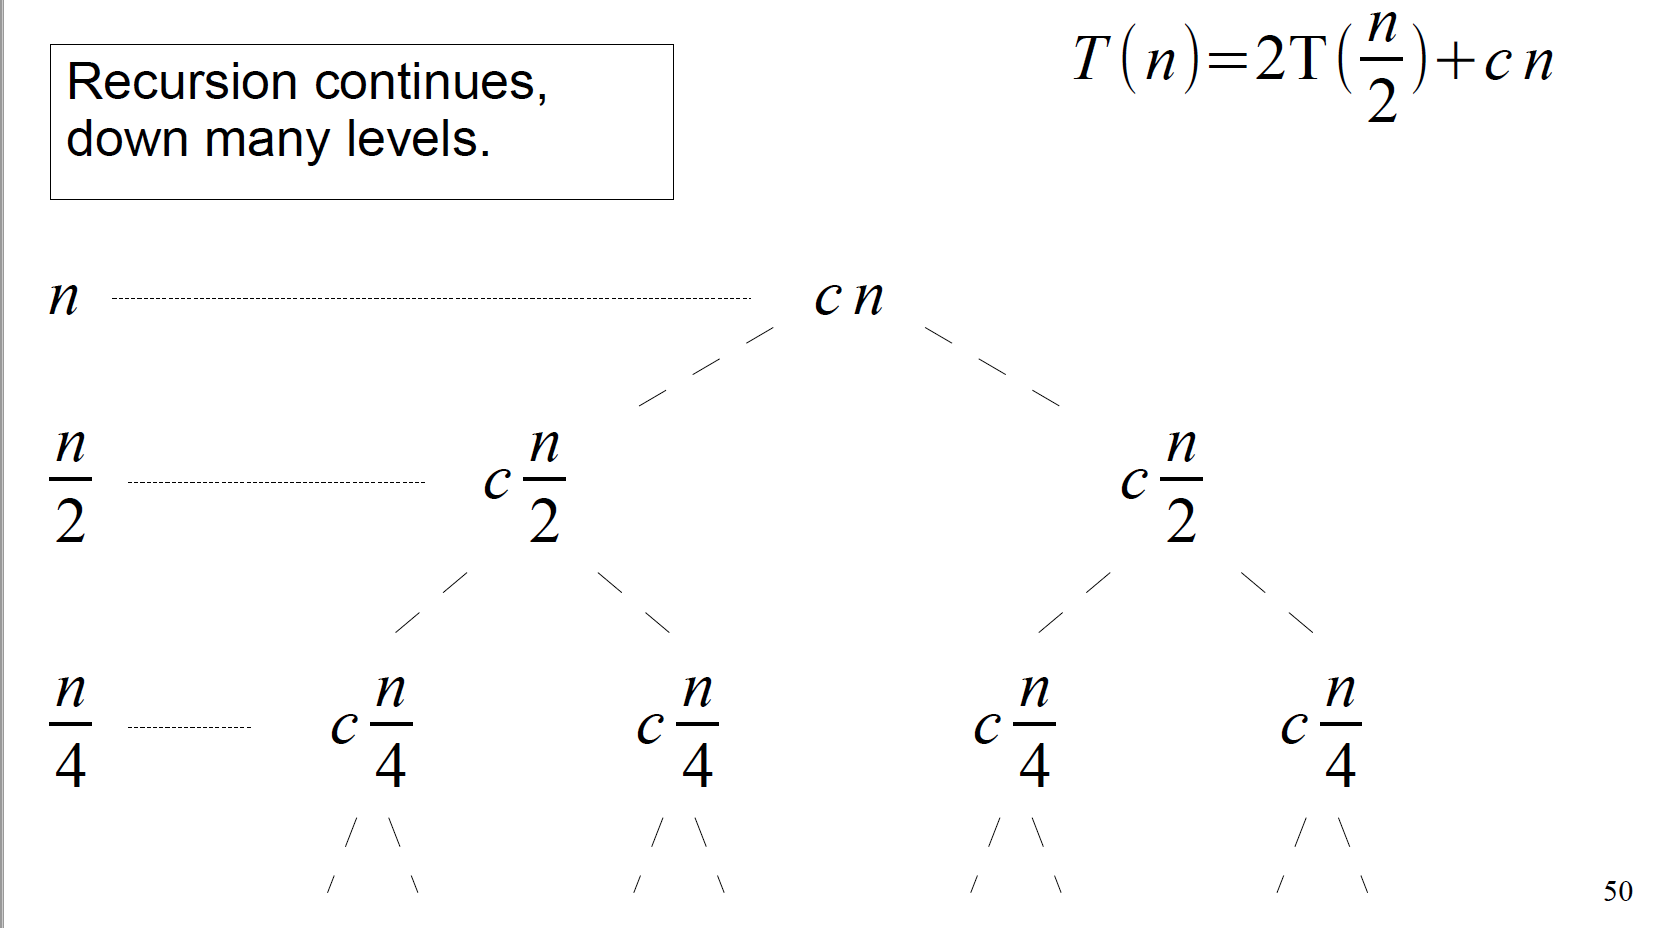 T(n)=2T(n/2)+cn
Recursion continues,
down many levels.
n cn
n/2 c n/2 c n/2
n/4 c n/4 c n/4 c n/4 c n/4
50